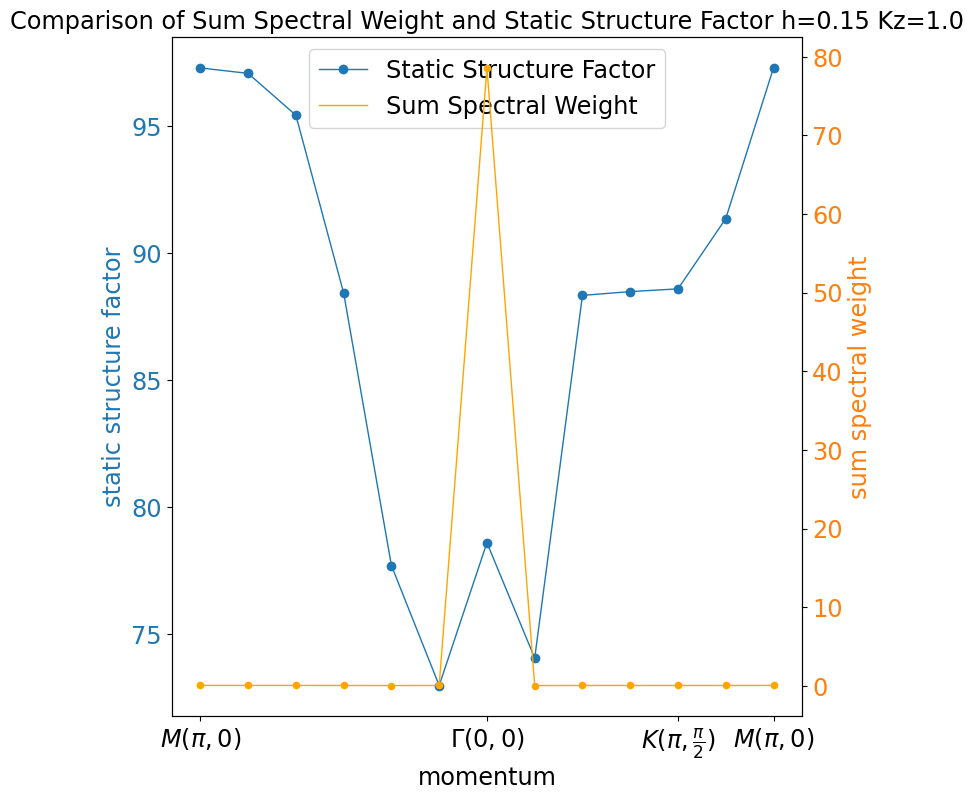 Comparison of Sum Spectral Weight and Static Structure Factor h=0.15 Kz=1.0
Static Structure Factor
Sum Spectral Weight
static structure factor
95
90
85
80
75
80
70
60
50
40
30
20
10
0
sum spectral weight
M(π, 0)
Γ(0, 0)
K(π, π/2)
M(π, 0)
momentum